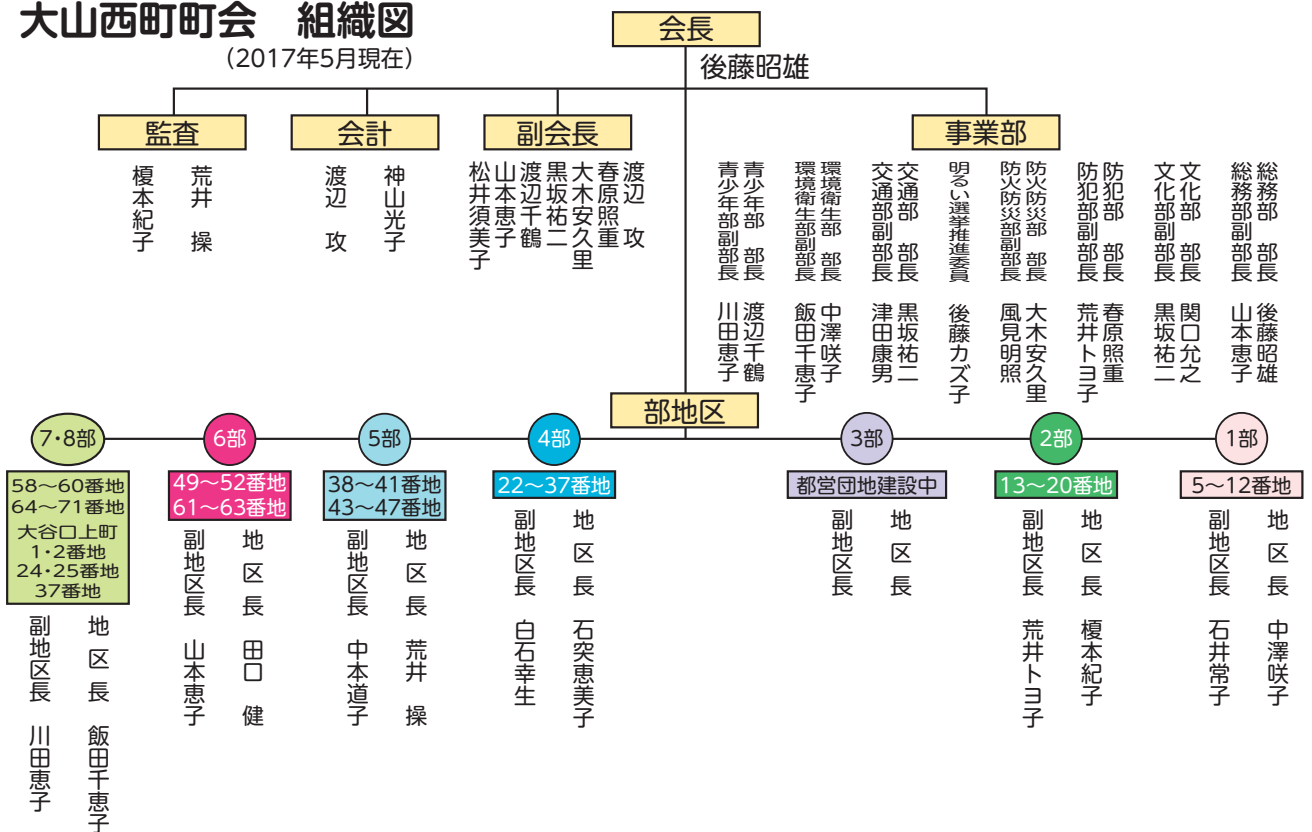 大山西町町会　組織図
（2017年5月現在）
会長
後藤昭雄
監査
荒井　操
榎本紀子
会計
神山光子
渡辺　攻
副会長
渡辺　攻
春原照重
大木安久里
黒坂祐二
渡辺千鶴
山本恵子
松井須美子
事業部
総務部　部長　後藤昭雄
総務部副部長　山本恵子
文化部　部長　関口允之
文化部副部長　黒坂祐二
防犯部　部長　春原照重
防犯部副部長　荒井トヨ子
防火防災部　部長　大木安久里
防火防災部副部長　風見明照
明るい選挙推進委員　後藤カズ子
交通部　部長　黒坂祐二
交通部副部長　津田康男
環境衛生部　部長　中澤咲子
環境衛生部副部長　飯田千恵子
青少年部　部長　渡辺千鶴
青少年部副部長　川田恵子
部地区
1部
5〜12番地
地区長　中澤咲子
副地区長　石井常子
2部
13〜20番地
地区長　榎本紀子
副地区長　荒井トヨ子
3部
都営団地建設中
地区長
副地区長
4部
22〜37番地
地区長　石突恵美子
副地区長　白石幸生
5部
38〜41番地
43〜47番地
地区長　荒井　操
副地区長　中本道子
6部
49〜52番地
61〜63番地
地区長　田口　健
副地区長　山本恵子
7・8部
58〜60番地
64〜71番地
大谷口上町
1・2番地
24・25番地
37番地
地区長　飯田千恵子
副地区長　川田恵子